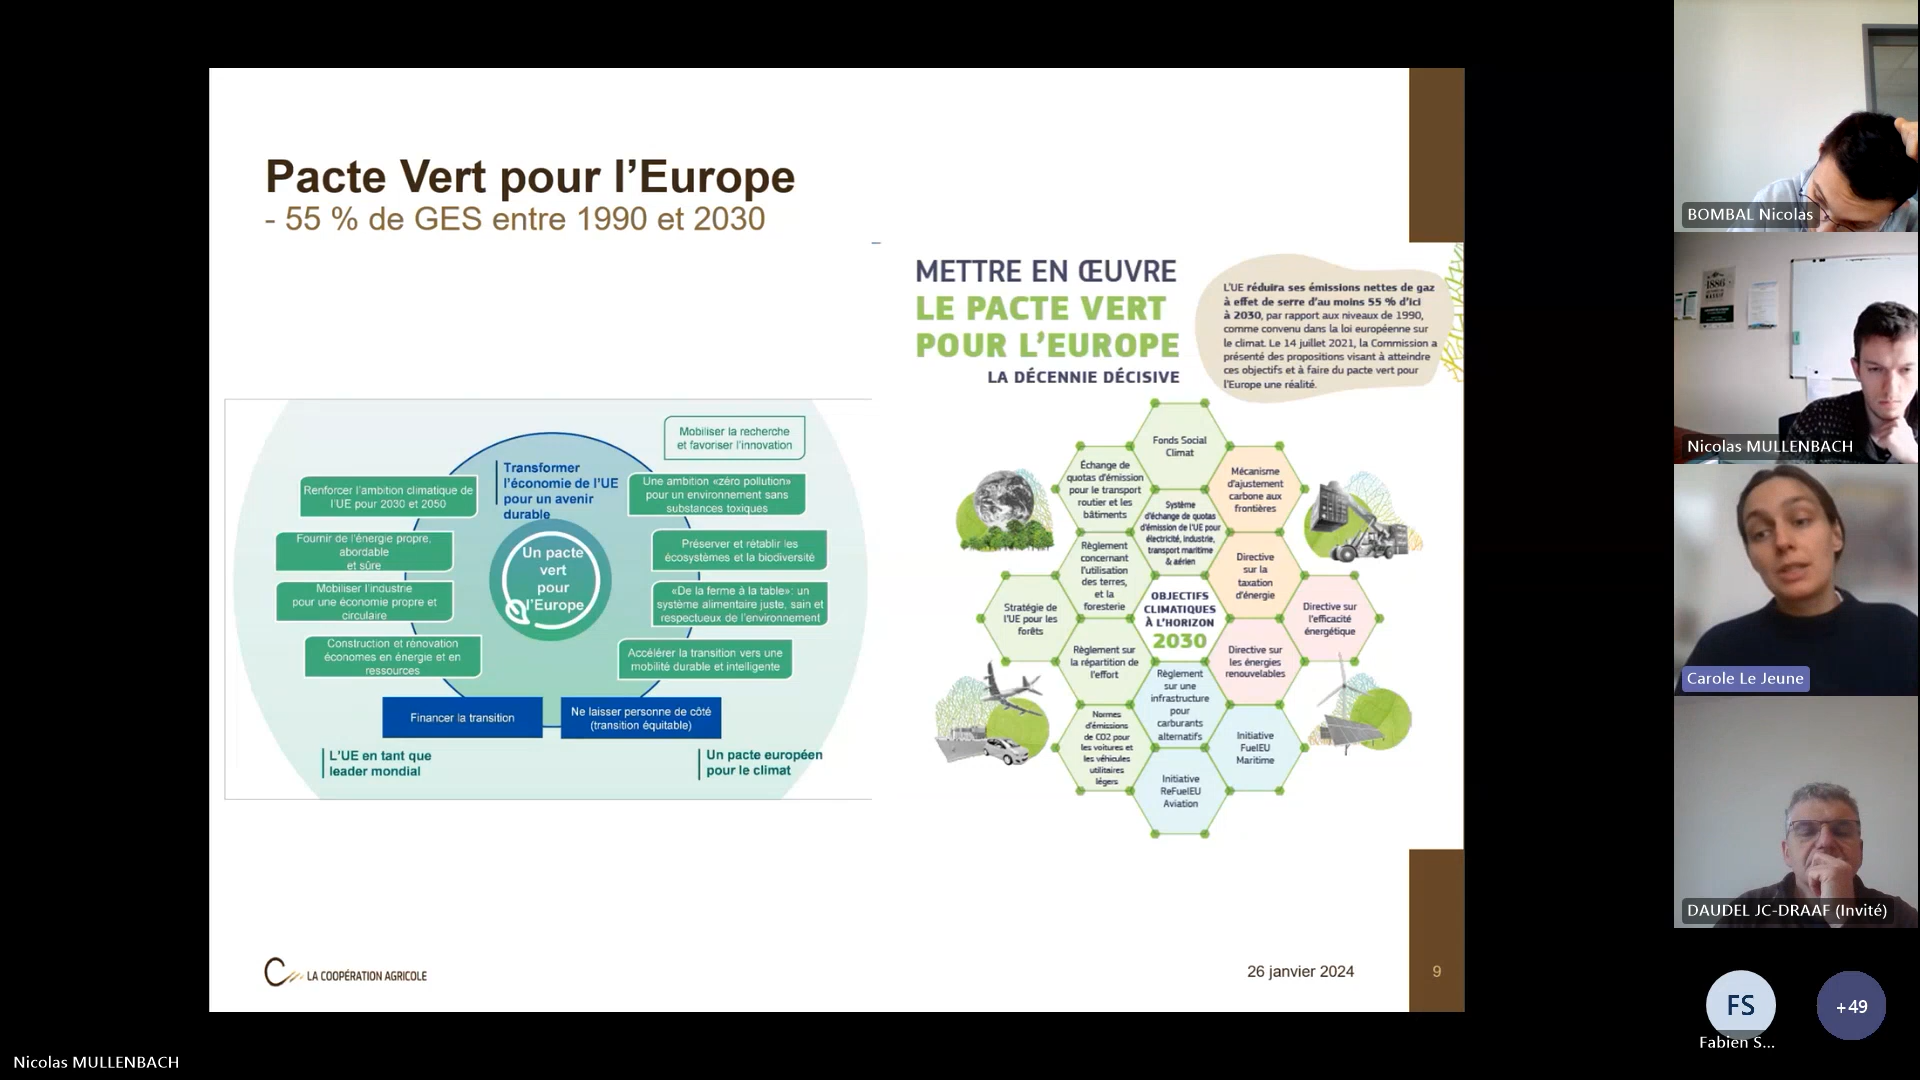 Pacte Vert pour l'Europe
- 55 % de GES entre 1990 et 2030
METTRE EN ŒUVRE
LE PACTE VERT
POUR L'EUROPE
LA DÉCENNIE DÉCISIVE
L'UE réduira ses émissions nettes de gaz
à effet de serre d'au moins 55 % d'ici
à 2030, par rapport aux niveaux de 1990,
comme convenu dans la loi européenne sur
le climat. Le 14 juillet 2021, la Commission a
présenté des propositions visant à atteindre
ces objectifs et à faire du pacte vert pour
l'Europe une réalité.
Transformer
l'économie de l'UE
pour un avenir
durable
Mobiliser la recherche
et favoriser l'innovation
Renforcer l'ambition climatique de
l'UE pour 2030 et 2050
Une ambition «zéro pollution»
pour un environnement sans
substances toxiques
Fournir de l'énergie propre,
abordable
et sûre
Préserver et rétablir les
écosystèmes et la biodiversité
Un pacte
vert
pour
l'Europe
Mobiliser l'industrie
pour une économie propre et
circulaire
«De la ferme à la table»: un
système alimentaire juste, sain et
respectueux de l'environnement
Construction et rénovation
économes en énergie et en
ressources
Accélérer la transition vers une
mobilité durable et intelligente
Financer la transition
Ne laisser personne de côté
(transition équitable)
L'UE en tant que
leader mondial
Un pacte européen
pour le climat
Fonds Social
Climat
Échange de
quotas d'émission
pour le transport
routier et les
bâtiments
Mécanisme
d'ajustement
carbone aux
frontières
Système
d'échange de quotas
d'émission de l'UE pour
électricité, industrie,
transport maritime
& aérien
Règlement
concernant
l'utilisation
des terres,
et la
foresterie
Directive
sur la
taxation
d'énergie
Stratégie de
l'UE pour les
forêts
OBJECTIFS
CLIMATIQUES
À L'HORIZON
2030
Directive sur
l'efficacité
énergétique
Règlement sur
la répartition de
l'effort
Directive sur
les énergies
renouvelables
Règlement
sur une
infrastructure
pour
carburants
alternatifs
Normes
d'émissions
de CO2 pour
les voitures et
les véhicules
utilitaires
légers
Initiative
FuelEU
Maritime
Initiative
ReFuelEU
Aviation
LA COOPÉRATION AGRICOLE
26 janvier 2024
9
BOMBAL Nicolas
1886
Nicolas MULLENBACH
Carole Le Jeune
DAUDEL JC-DRAAF (Invité)
FS
+49
Fabien S...
Nicolas MULLENBACH